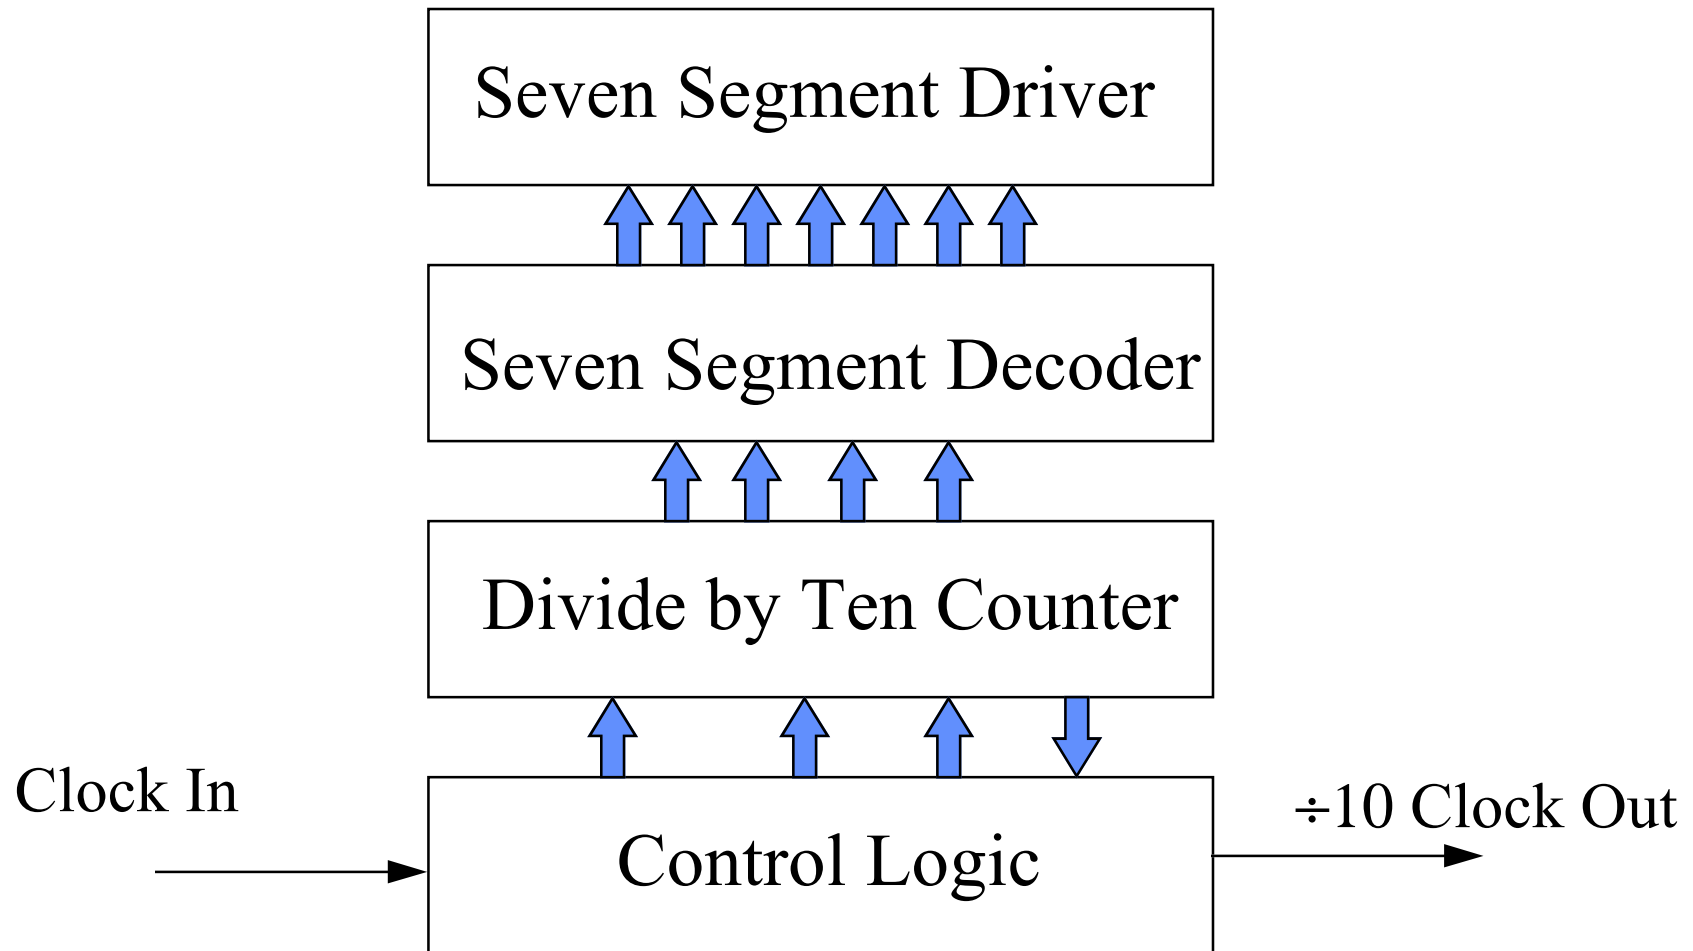 Seven Segment Driver
Seven Segment Decoder
Divide by Ten Counter
Clock In
÷10 Clock Out
Control Logic